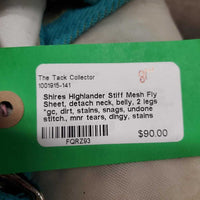 The Tack Collector
1001915-141
Shires Highlander Stiff Mesh Fly
Sheet, detach neck, belly, 2 legs
*gc, dirt, stains, snags, undone
stitch., mnr tears, dingy, stains
$90.00
FQRZ93